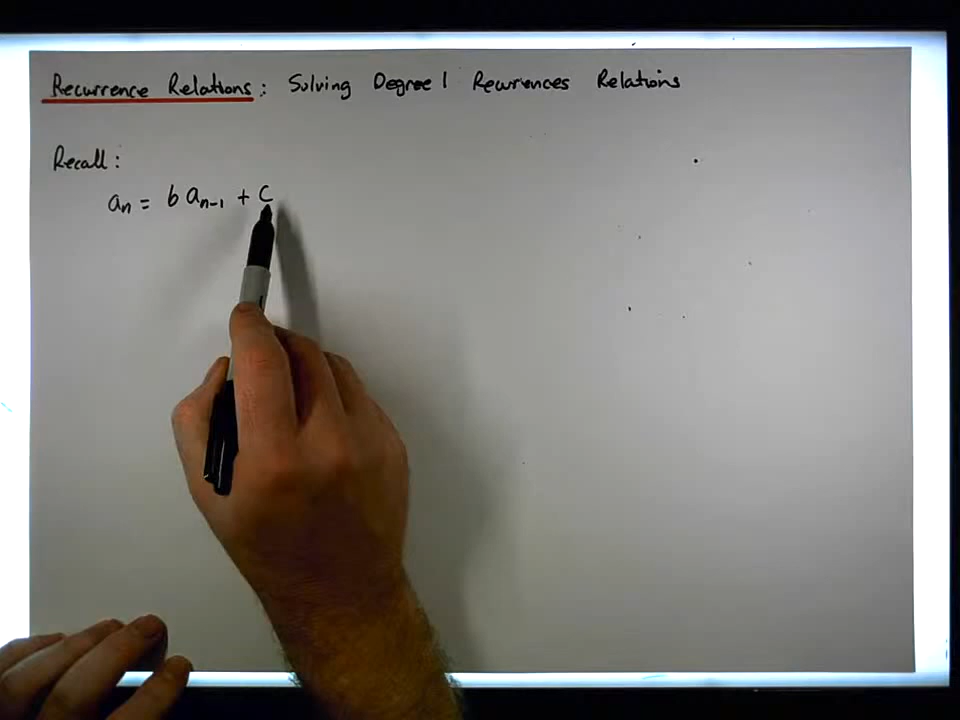 Recurrence Relations: Solving Degree 1 Recurrences Relations
Recall:
aₙ = b aₙ₋₁ + c